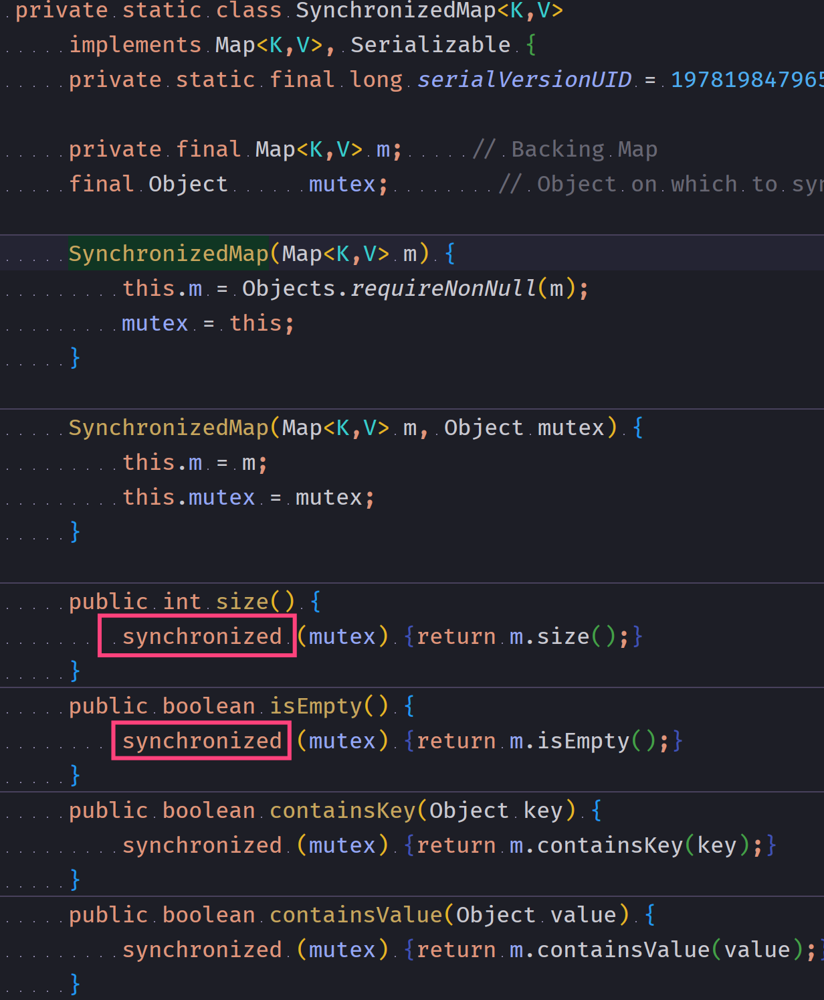 private static class SynchronizedMap<K,V>
implements Map<K,V>, Serializable {
private static final long serialVersionUID = 197819847965
private final Map<K,V> m;     // Backing Map
final Object      mutex;        // Object on which to syn
SynchronizedMap(Map<K,V> m) {
this.m = Objects.requireNonNull(m);
mutex = this;
}
SynchronizedMap(Map<K,V> m, Object mutex) {
this.m = m;
this.mutex = mutex;
}
public int size() {
synchronized (mutex) {return m.size();}
}
public boolean isEmpty() {
synchronized (mutex) {return m.isEmpty();}
}
public boolean containsKey(Object key) {
synchronized (mutex) {return m.containsKey(key);}
}
public boolean containsValue(Object value) {
synchronized (mutex) {return m.containsValue(value);}
}